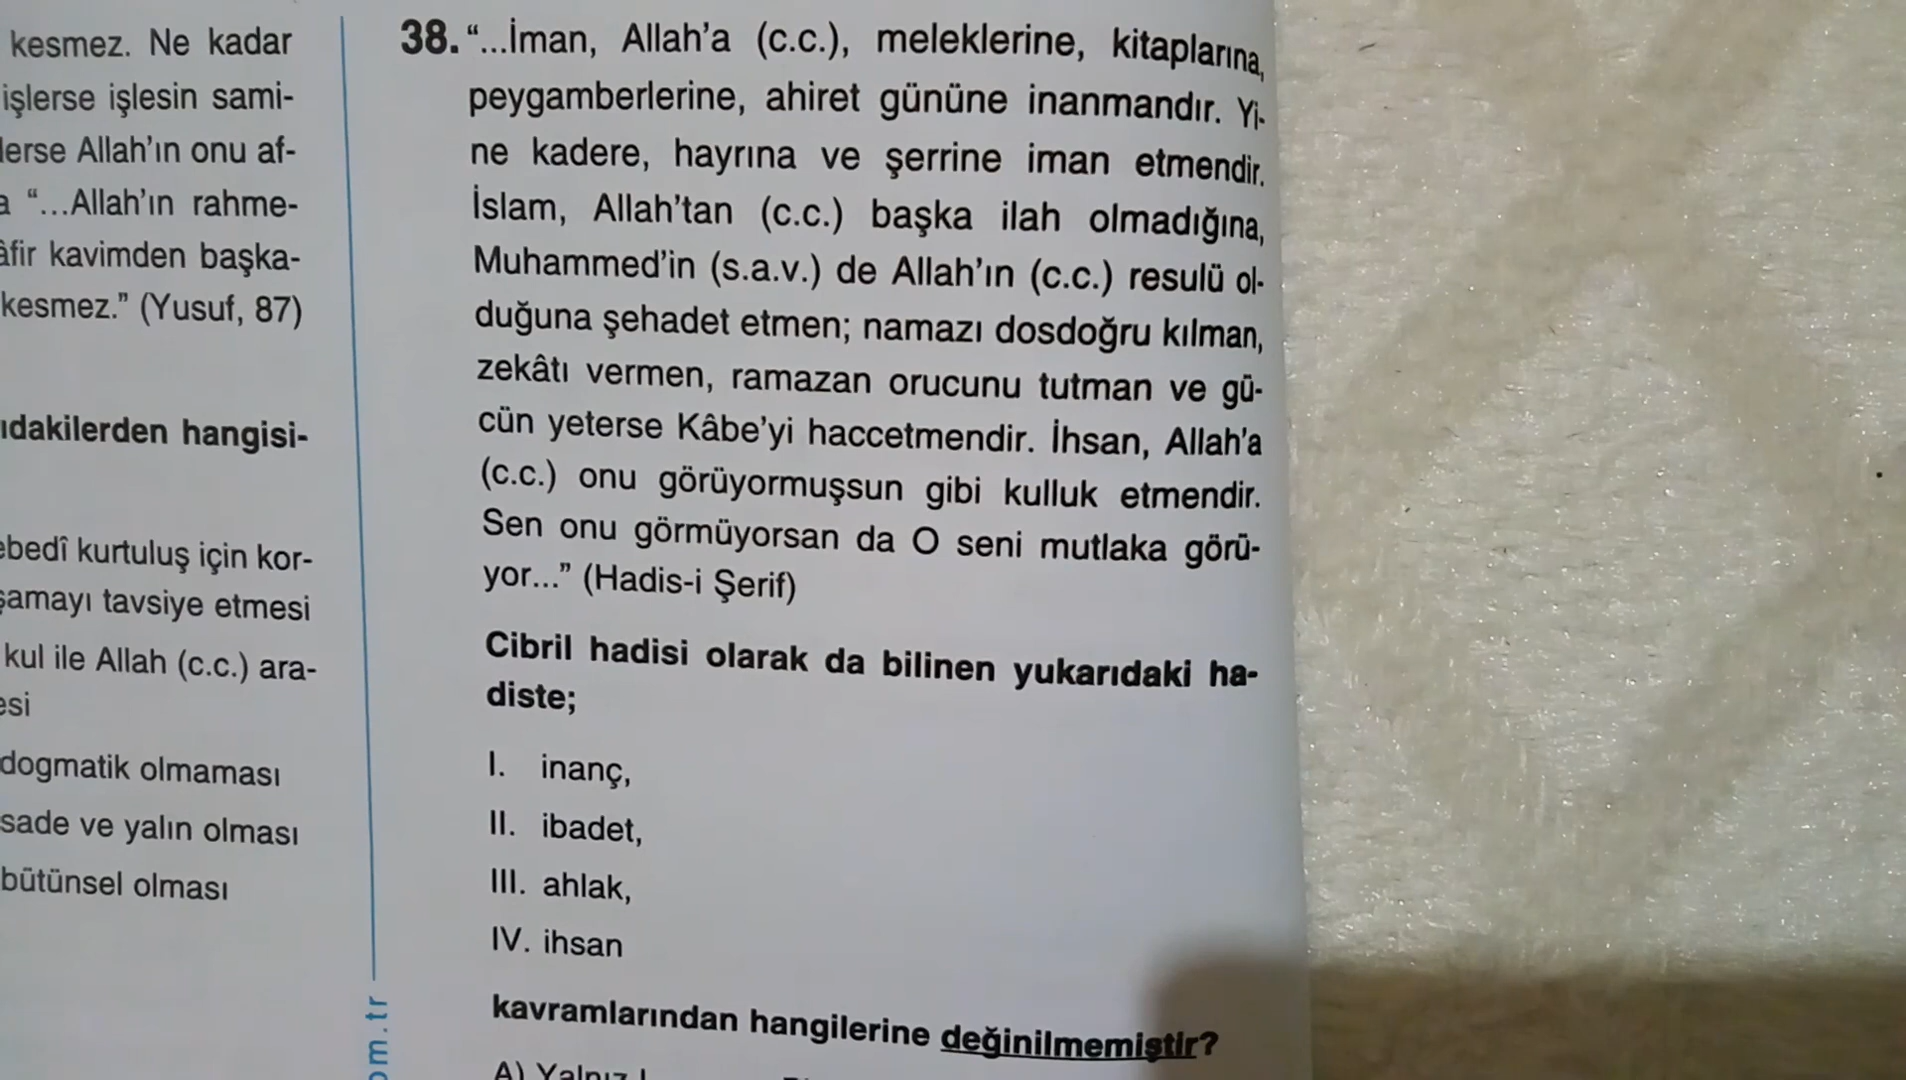 kesmez. Ne kadar
işlerse işlesin sami-
lerse Allah'ın onu af-
a “...Allah'ın rahme-
âfir kavimden başka-
kesmez.” (Yusuf, 87)
ıdakilerden hangisi-
ebedî kurtuluş için kor-
şamayı tavsiye etmesi
kul ile Allah (c.c.) ara-
esi
dogmatik olmaması
sade ve yalın olması
bütünsel olması
om.tr
38. “...İman, Allah'a (c.c.), meleklerine, kitaplarına,
peygamberlerine, ahiret gününe inanmandır. Yi-
ne kadere, hayrına ve şerrine iman etmendir.
İslam, Allah'tan (c.c.) başka ilah olmadığına,
Muhammed'in (s.a.v.) de Allah'ın (c.c.) resulü ol-
duğuna şehadet etmen; namazı dosdoğru kılman,
zekâtı vermen, ramazan orucunu tutman ve gü-
cün yeterse Kâbe'yi haccetmendir. İhsan, Allah'a
(c.c.) onu görüyormuşsun gibi kulluk etmendir.
Sen onu görmüyorsan da O seni mutlaka görü-
yor...” (Hadis-i Şerif)
Cibril hadisi olarak da bilinen yukarıdaki ha-
diste;
I. inanç,
II. ibadet,
III. ahlak,
IV. ihsan
kavramlarından hangilerine değinilmemiştir?
A) Yalnız I